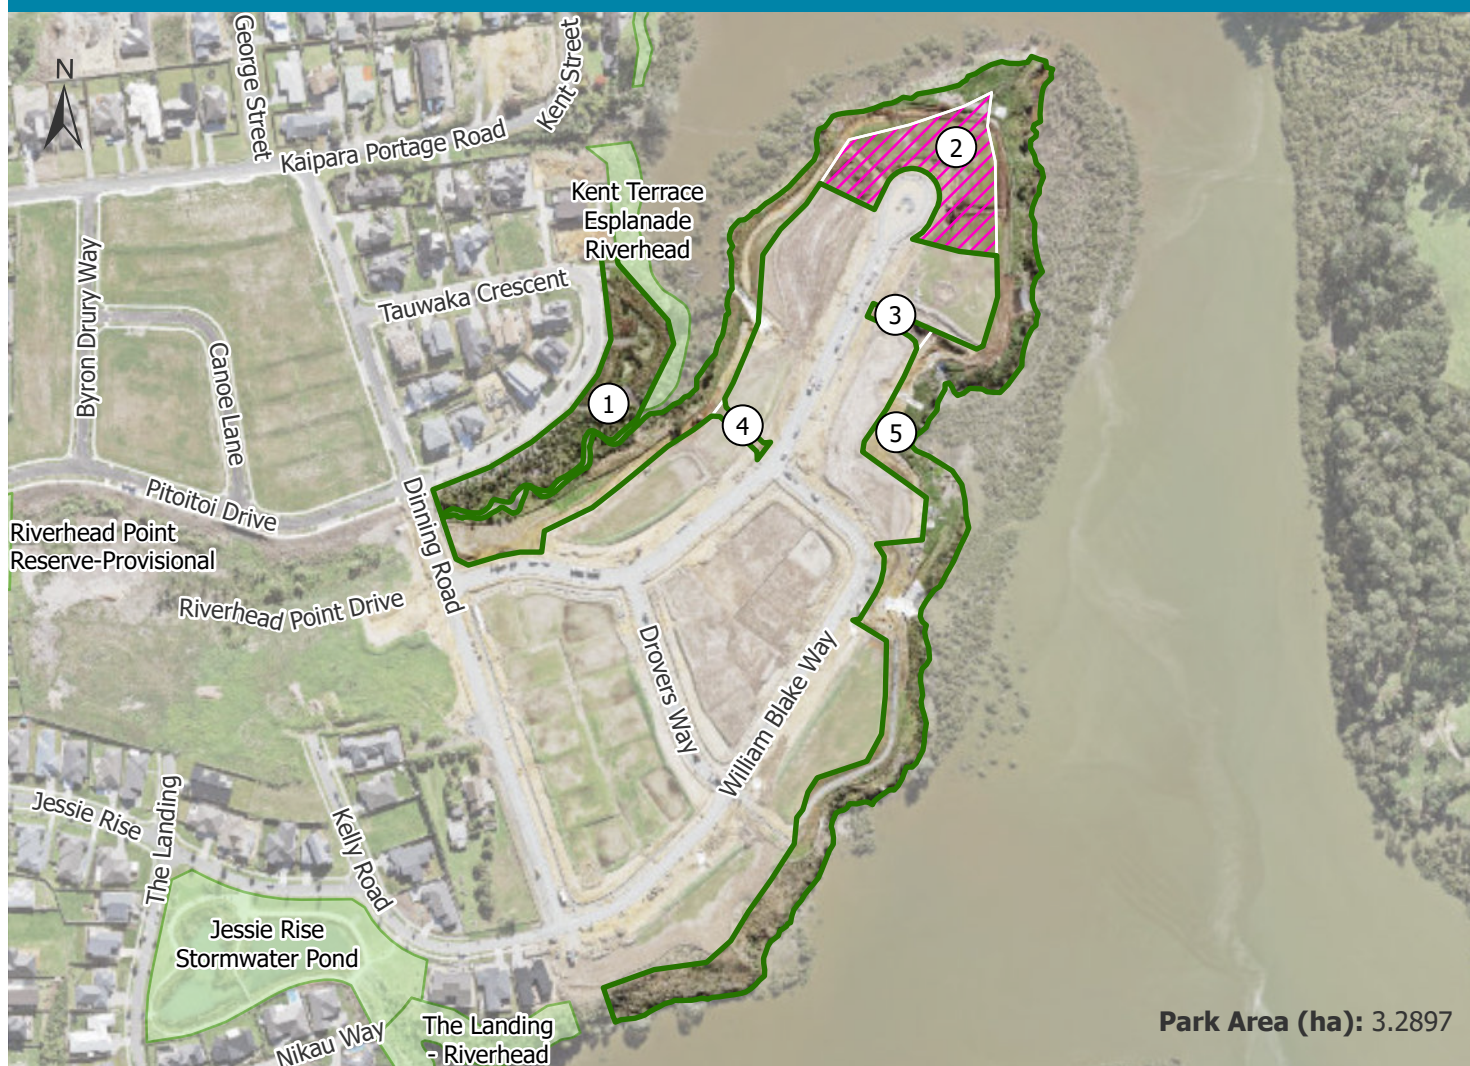 N
George Street
Kent Street
Kaipara Portage Road
2
Kent Terrace
Esplanade
Riverhead
Byron Drury Way
Tauwaka Crescent
3
Canoe Lane
1
4
5
Pitoitoi Drive
Dinning Road
Riverhead Point
Reserve-Provisional
Riverhead Point Drive
Drovers Way
William Blake Way
Jessie Rise
The Landing
Kelly Road
Jessie Rise
Stormwater Pond
Nikau Way
The Landing
- Riverhead
Park Area (ha): 3.2897